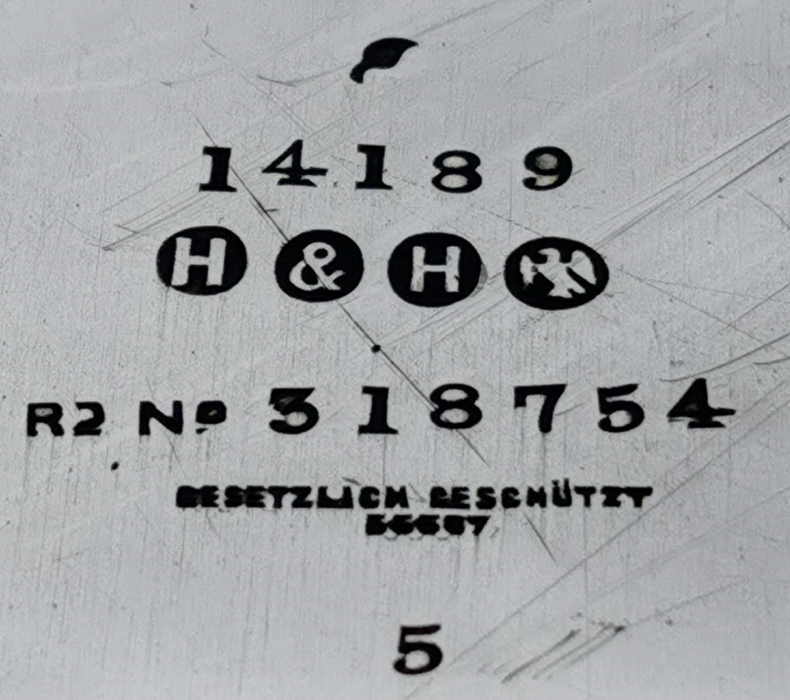 14189
H & H
R2 Nº 318754
GESETZLICH GESCHÜTZT
5